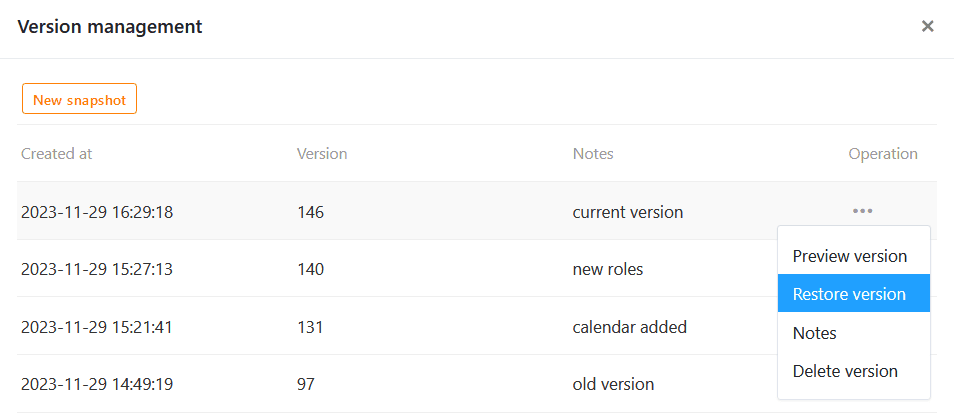 Version management
New snapshot
Created at Version Notes Operation
2023-11-29 16:29:18 146 current version
2023-11-29 15:27:13 140 new roles
2023-11-29 15:21:41 131 calendar added
2023-11-29 14:49:19 97 old version
Preview version
Restore version
Notes
Delete version